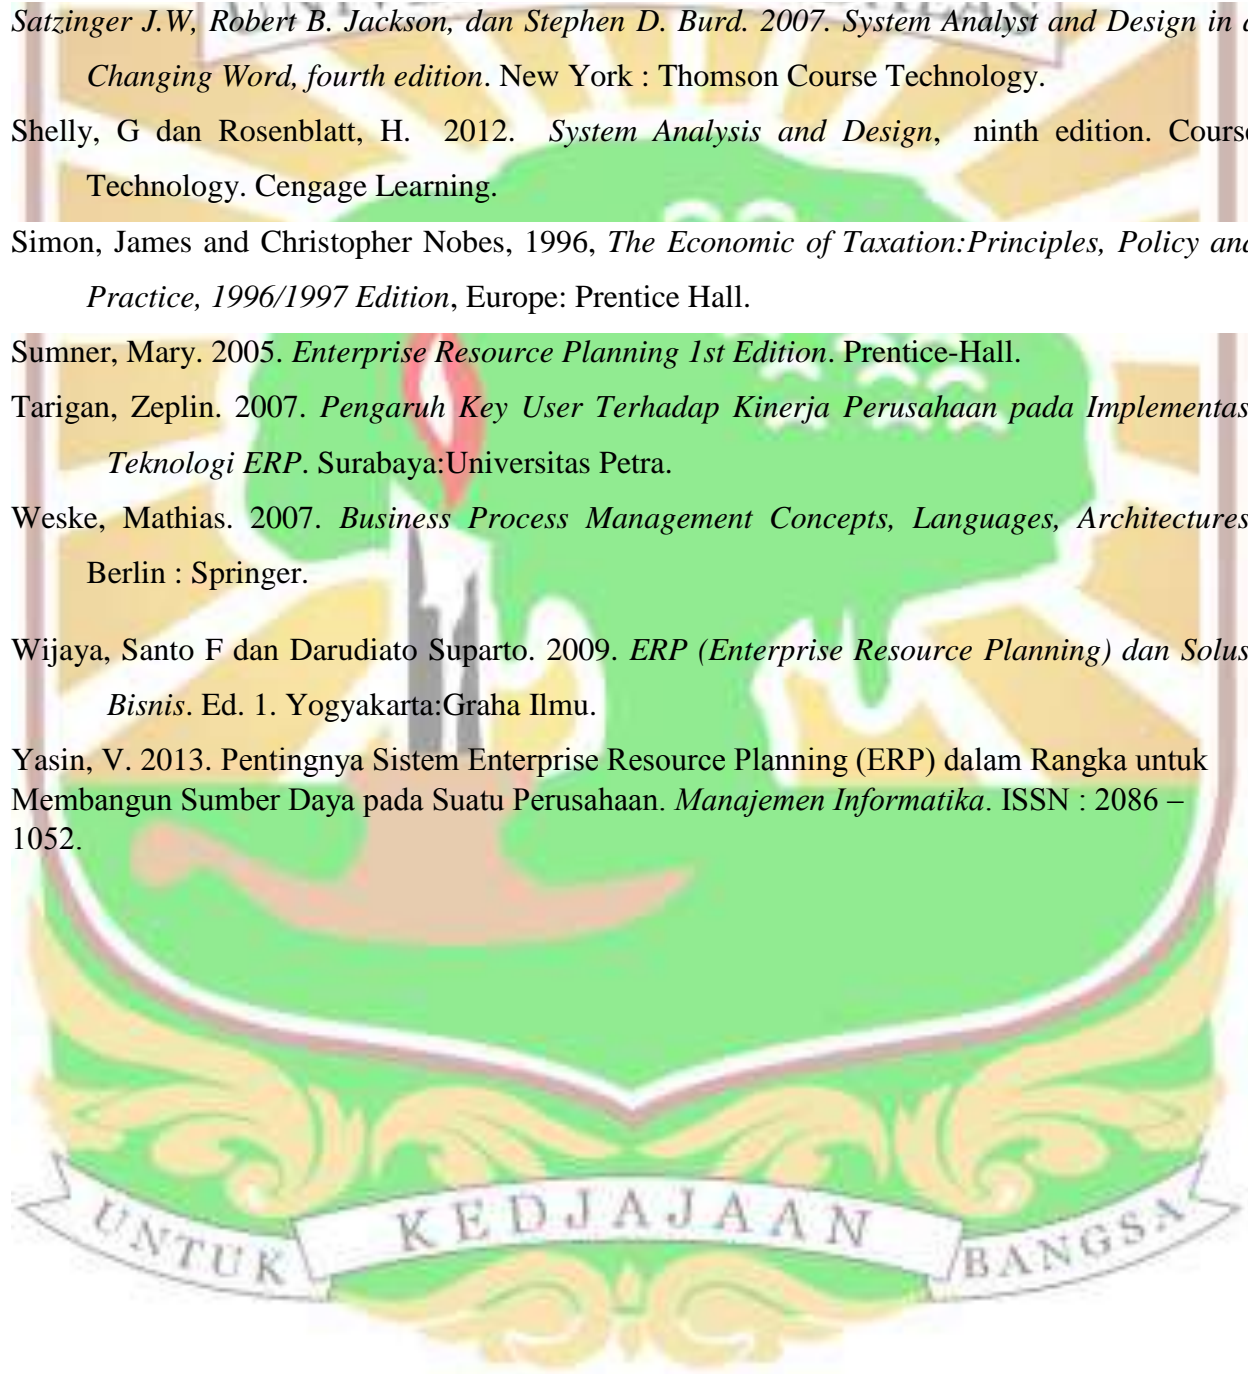 Satzinger J.W, Robert B. Jackson, dan Stephen D. Burd. 2007. System Analyst and Design in a
Changing Word, fourth edition. New York : Thomson Course Technology.
Shelly, G dan Rosenblatt, H. 2012. System Analysis and Design, ninth edition. Course
Technology. Cengage Learning.
Simon, James and Christopher Nobes, 1996, The Economic of Taxation:Principles, Policy and
Practice, 1996/1997 Edition, Europe: Prentice Hall.
Sumner, Mary. 2005. Enterprise Resource Planning 1st Edition. Prentice-Hall.
Tarigan, Zeplin. 2007. Pengaruh Key User Terhadap Kinerja Perusahaan pada Implementas
Teknologi ERP. Surabaya:Universitas Petra.
Weske, Mathias. 2007. Business Process Management Concepts, Languages, Architectures
Berlin : Springer.
Wijaya, Santo F dan Darudiato Suparto. 2009. ERP (Enterprise Resource Planning) dan Solus
Bisnis. Ed. 1. Yogyakarta:Graha Ilmu.
Yasin, V. 2013. Pentingnya Sistem Enterprise Resource Planning (ERP) dalam Rangka untuk
Membangun Sumber Daya pada Suatu Perusahaan. Manajemen Informatika. ISSN : 2086 –
1052.
UNTUK KEDJAJAAN BANGSA